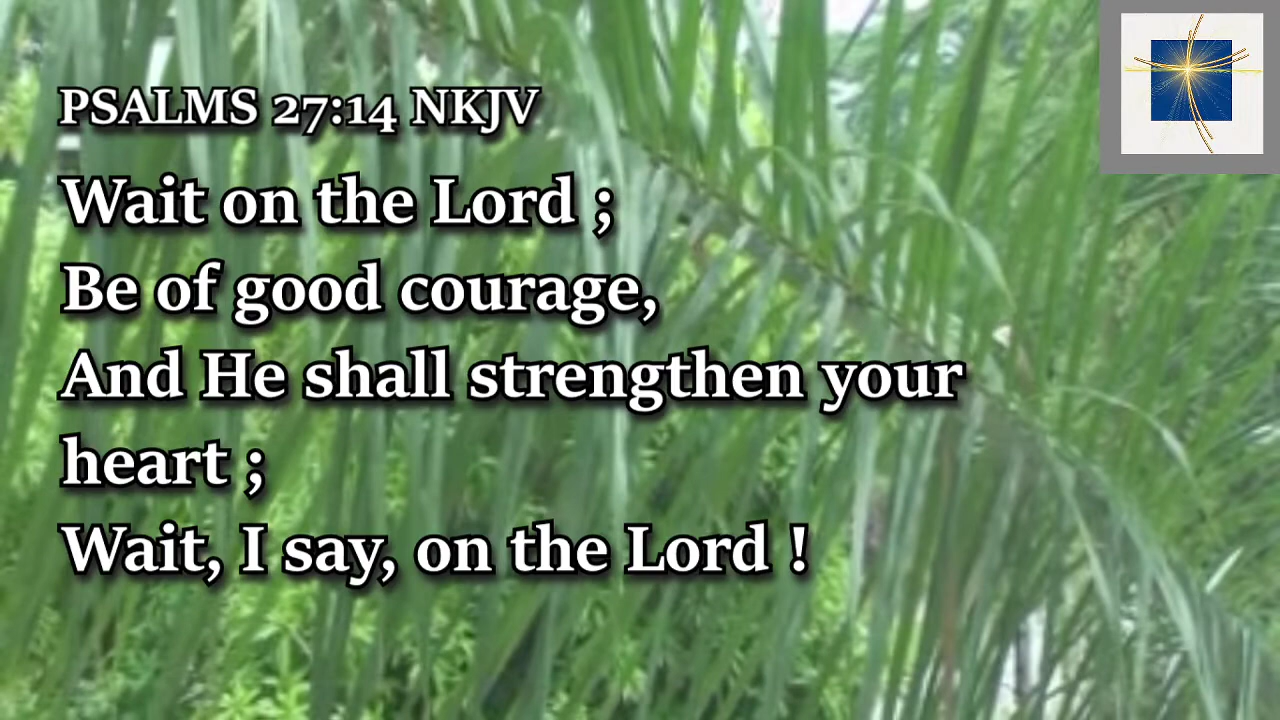 PSALMS 27:14 NKJV
Wait on the Lord ;
Be of good courage,
And He shall strengthen your
heart ;
Wait, I say, on the Lord !